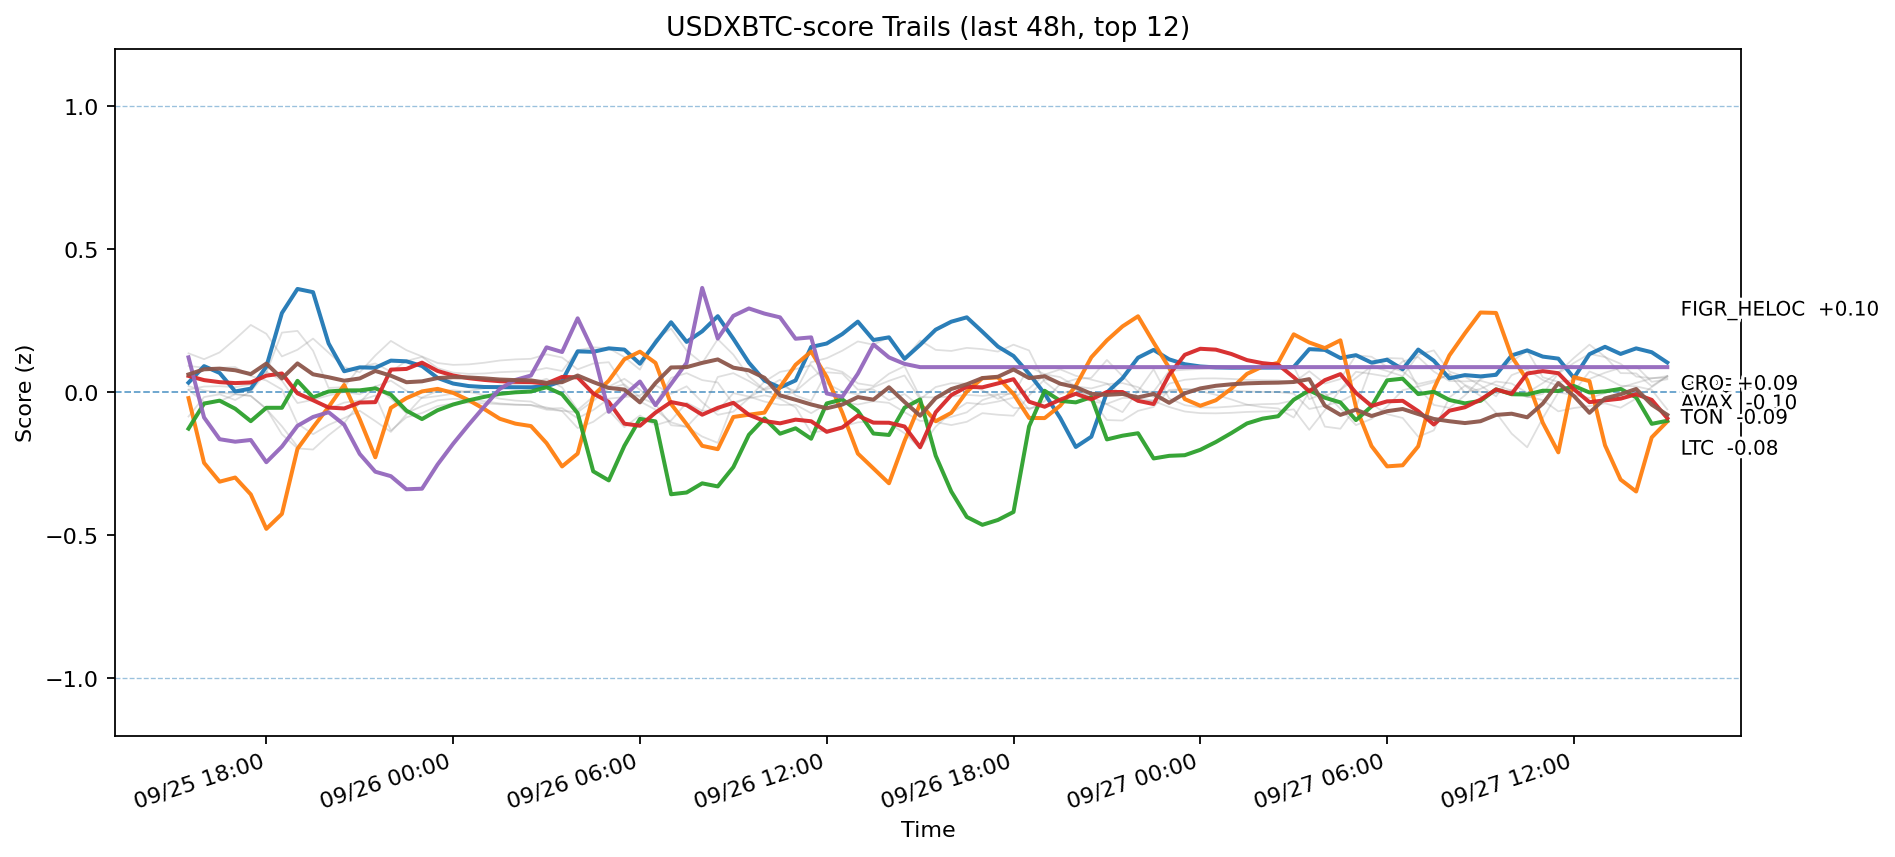 USDXBTC-score Trails (last 48h, top 12)
1.0
0.5
0.0
−0.5
−1.0
Score (z)
FIGR_HELOC +0.10
CRO +0.09
AVAX -0.10
TON -0.09
LTC -0.08
09/25 18:00
09/26 00:00
09/26 06:00
09/26 12:00
09/26 18:00
09/27 00:00
09/27 06:00
09/27 12:00
Time